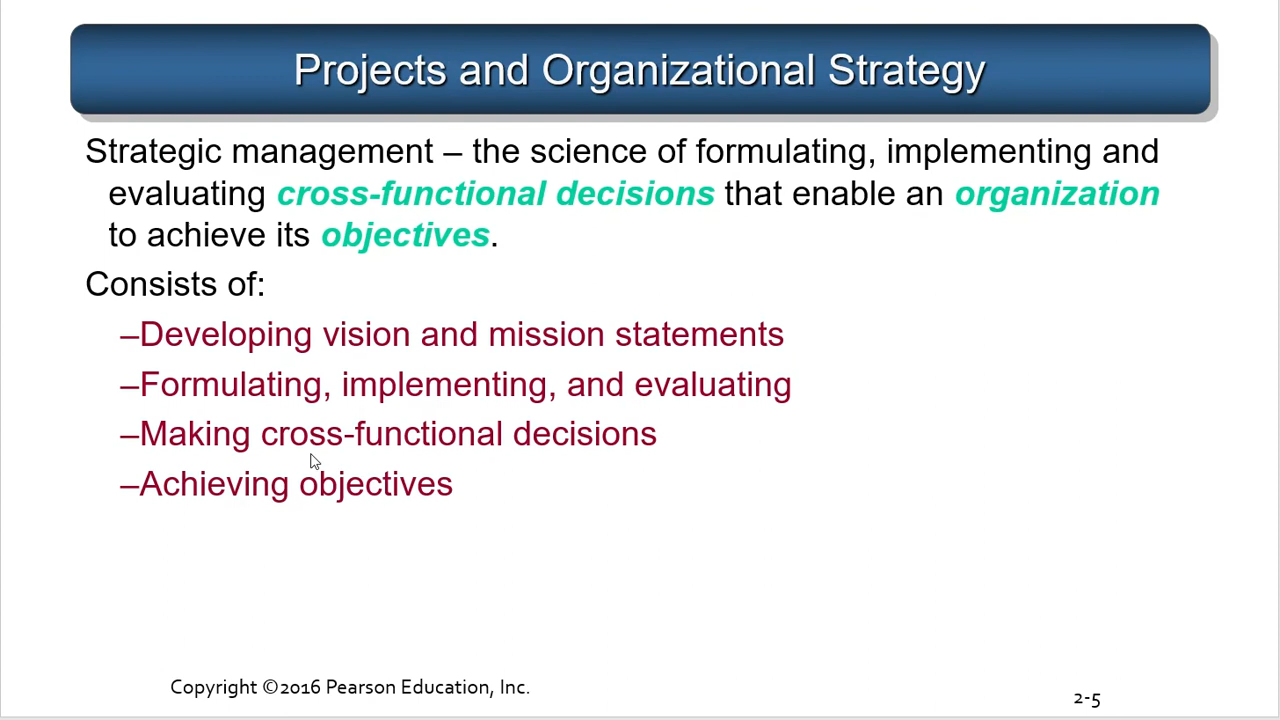 Projects and Organizational Strategy
Strategic management – the science of formulating, implementing and
evaluating cross-functional decisions that enable an organization
to achieve its objectives.
Consists of:
–Developing vision and mission statements
–Formulating, implementing, and evaluating
–Making cross-functional decisions
–Achieving objectives
Copyright ©2016 Pearson Education, Inc.
2-5